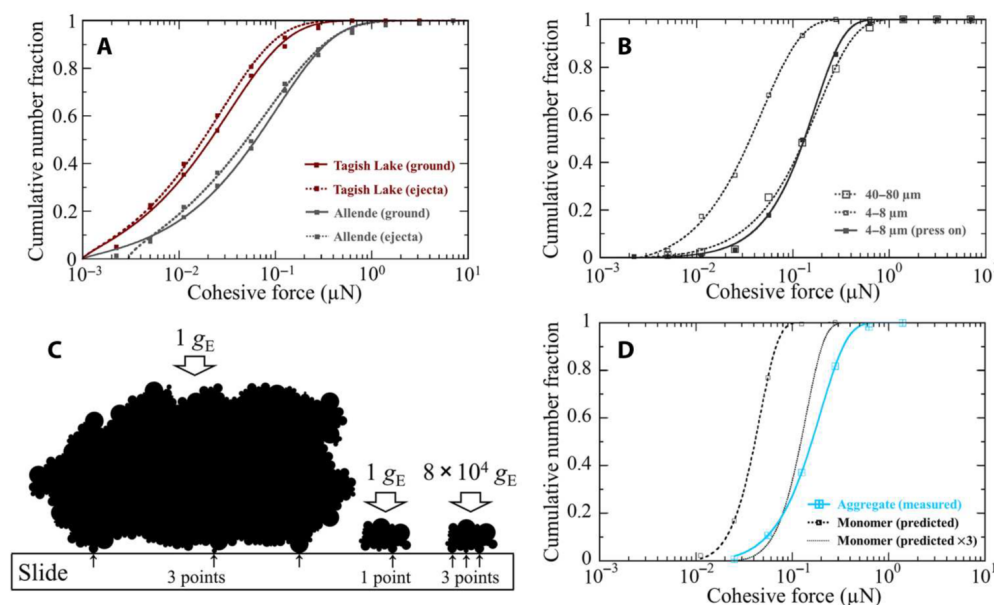 A
Cumulative number fraction
1
0.8
0.6
0.4
0.2
0
Tagish Lake (ground)
Tagish Lake (ejecta)
Allende (ground)
Allende (ejecta)
10⁻³ 10⁻² 10⁻¹ 10⁰ 10¹
Cohesive force (µN)
B
Cumulative number fraction
1
0.8
0.6
0.4
0.2
0
40–80 µm
4–8 µm
4–8 µm (press on)
10⁻³ 10⁻² 10⁻¹ 10⁰ 10¹
Cohesive force (µN)
C
1 gE
1 gE
8 × 10⁴ gE
Slide
3 points
1 point
3 points
D
Cumulative number fraction
1
0.8
0.6
0.4
0.2
0
Aggregate (measured)
Monomer (predicted)
Monomer (predicted ×3)
10⁻³ 10⁻² 10⁻¹ 10⁰ 10¹
Cohesive force (µN)